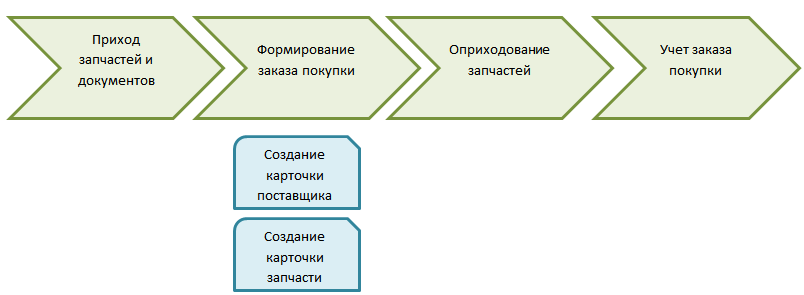 Приход
запчастей и
документов
Формирование
заказа покупки
Оприходование
запчастей
Учет заказа
покупки
Создание
карточки
поставщика
Создание
карточки
запчасти